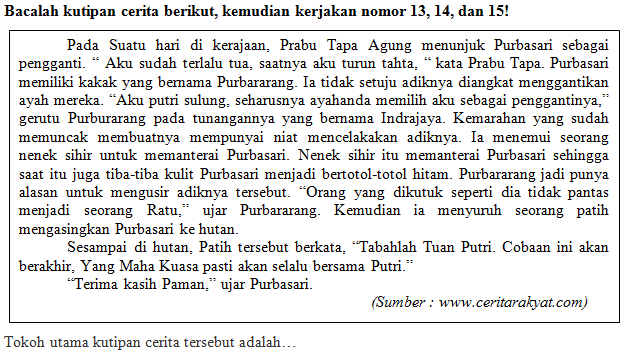 Bacalah kutipan cerita berikut, kemudian kerjakan nomor 13, 14, dan 15!
Pada Suatu hari di kerajaan, Prabu Tapa Agung menunjuk Purbasari sebagai
pengganti. “ Aku sudah terlalu tua, saatnya aku turun tahta, “ kata Prabu Tapa. Purbasari
memiliki kakak yang bernama Purbararang. Ia tidak setuju adiknya diangkat menggantikan
ayah mereka. “Aku putri sulung, seharusnya ayahanda memilih aku sebagai penggantinya,”
gerutu Purburarang pada tunangannya yang bernama Indrajaya. Kemarahan yang sudah
memuncak membuatnya mempunyai niat mencelakakan adiknya. Ia menemui seorang
nenek sihir untuk memanterai Purbasari. Nenek sihir itu memanterai Purbasari sehingga
saat itu juga tiba-tiba kulit Purbasari menjadi bertotol-totol hitam. Purbararang jadi punya
alasan untuk mengusir adiknya tersebut. “Orang yang dikutuk seperti dia tidak pantas
menjadi seorang Ratu,” ujar Purbararang. Kemudian ia menyuruh seorang patih
mengasingkan Purbasari ke hutan.
Sesampai di hutan, Patih tersebut berkata, “Tabahlah Tuan Putri. Cobaan ini akan
berakhir, Yang Maha Kuasa pasti akan selalu bersama Putri.”
“Terima kasih Paman,” ujar Purbasari.
(Sumber : www.ceritarakyat.com)
Tokoh utama kutipan cerita tersebut adalah…